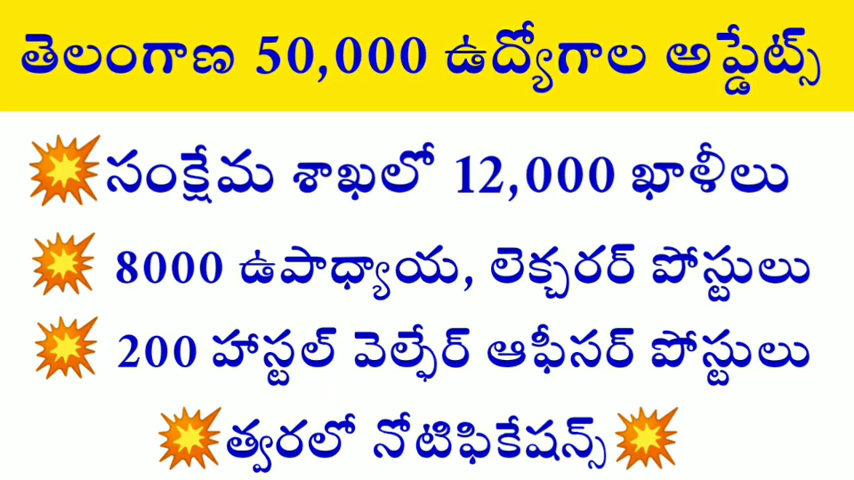 తెలంగాణ 50,000 ఉద్యోగాల అప్డేట్స్
💥సంక్షేమ శాఖలో 12,000 ఖాళీలు
💥 8000 ఉపాధ్యాయ, లెక్చరర్ పోస్టులు
💥 200 హాస్టల్ వెల్ఫేర్ ఆఫీసర్ పోస్టులు
💥త్వరలో నోటిఫికేషన్స్💥